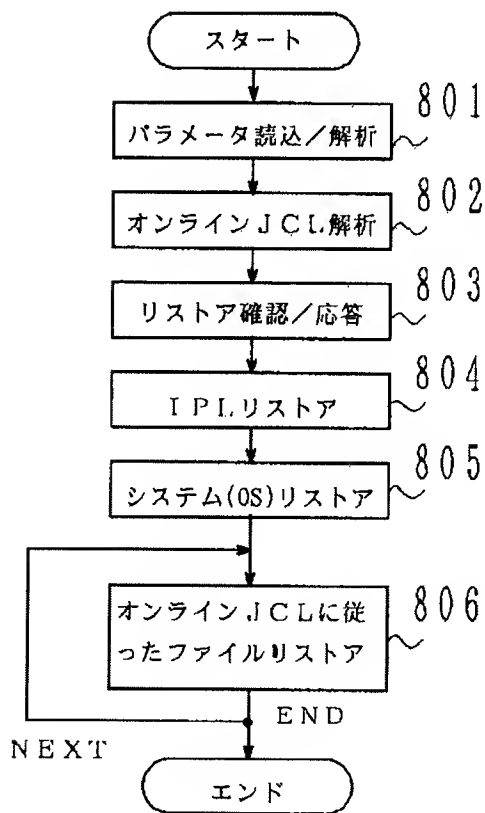 スタート
801
パラメータ読込/解析
802
オンラインJCL解析
803
リストア確認/応答
804
IPLリストア
805
システム(OS)リストア
806
オンラインJCLに従
ったファイルリストア
END
NEXT
エンド